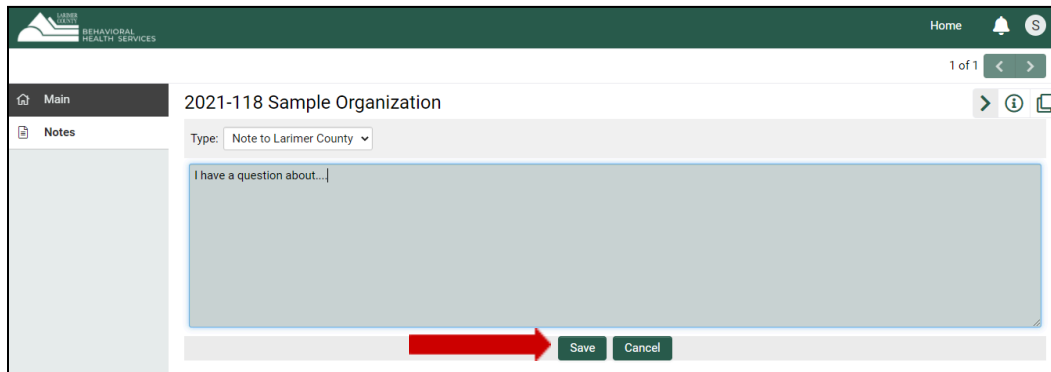 LARIMER
COUNTY
BEHAVIORAL
HEALTH SERVICES
Home
S
1 of 1
Main
Notes
2021-118 Sample Organization
Type: Note to Larimer County
I have a question about....
Save Cancel